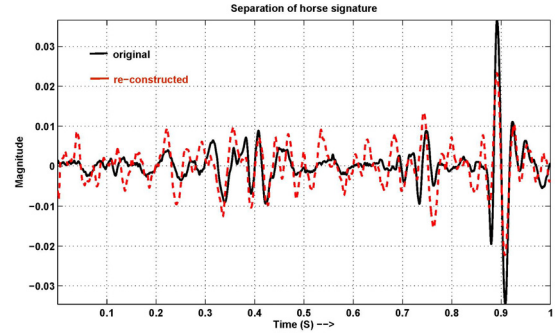 Separation of horse signature
original
re-constructed
Magnitude
0.03
0.02
0.01
0
-0.01
-0.02
-0.03
0 0.1 0.2 0.3 0.4 0.5 0.6 0.7 0.8 0.9 1
Time (S) -->